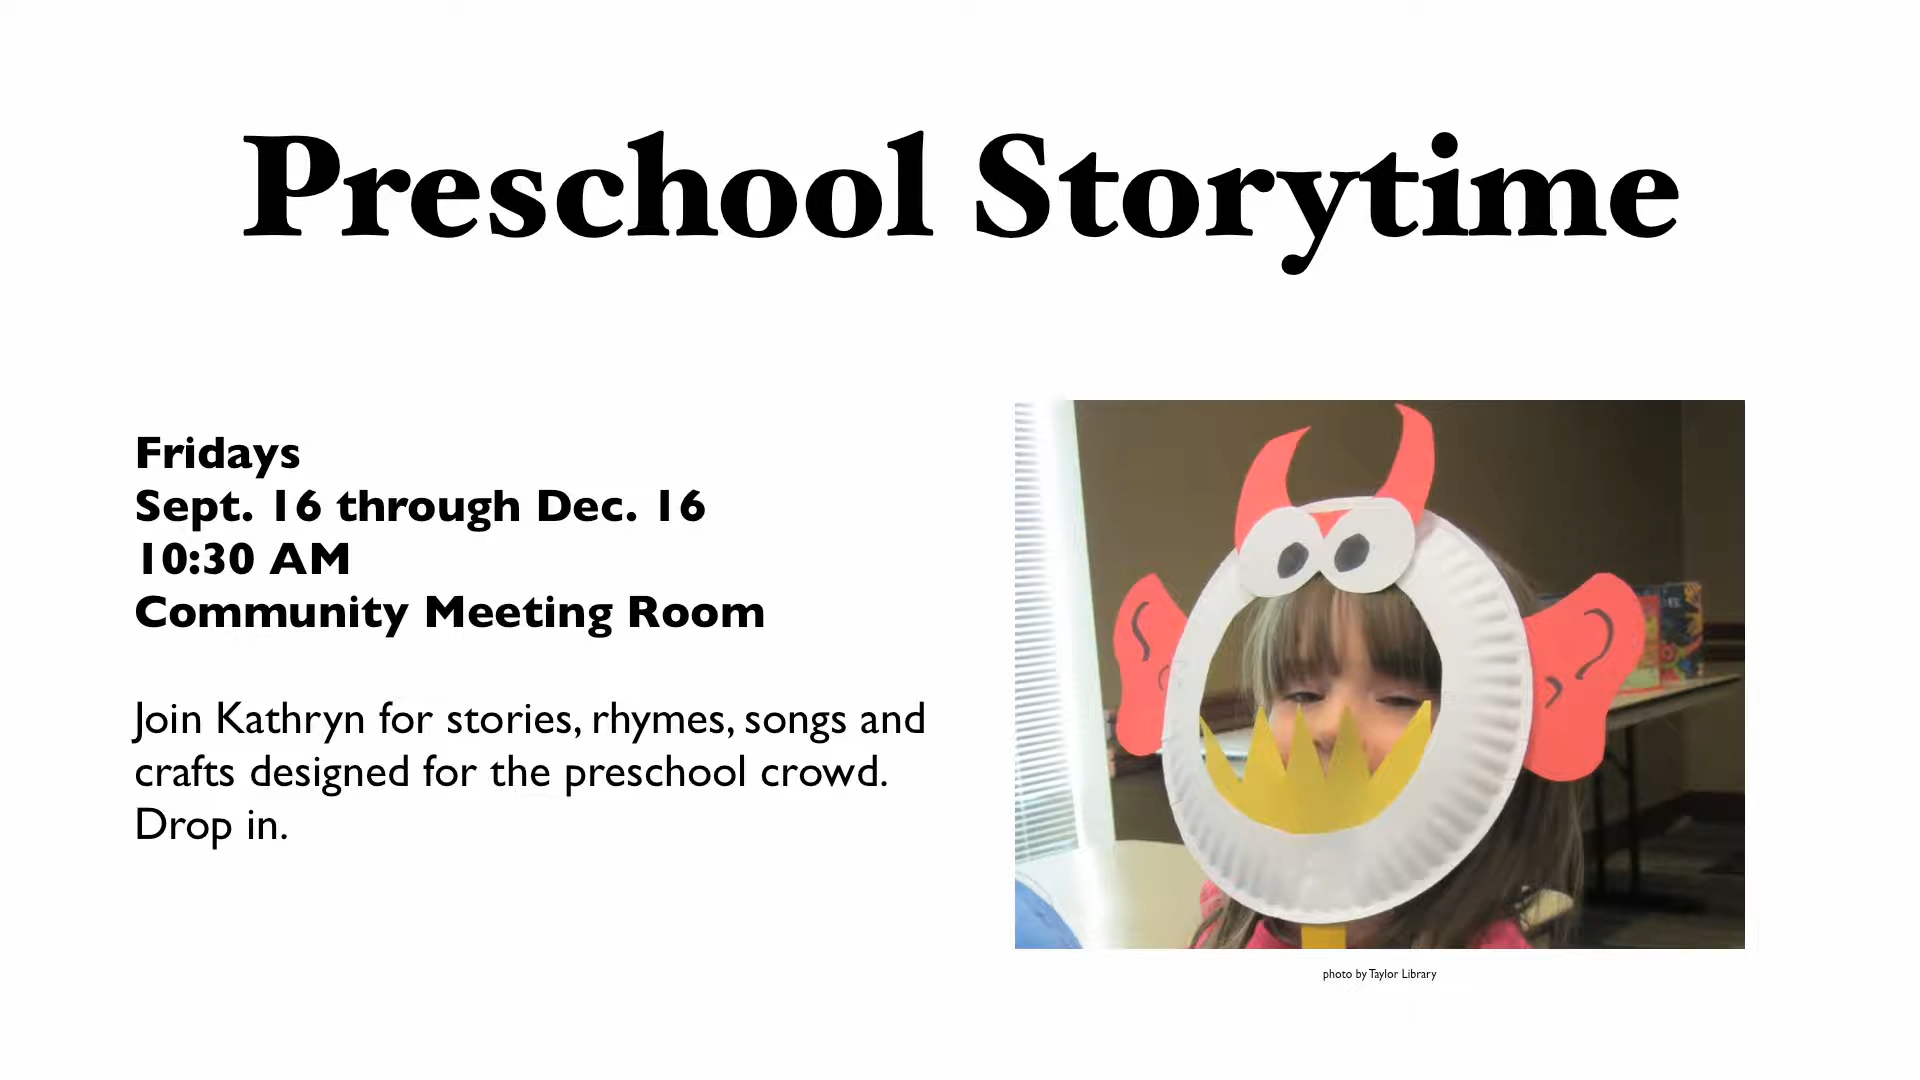 Preschool Storytime
Fridays
Sept. 16 through Dec. 16
10:30 AM
Community Meeting Room
Join Kathryn for stories, rhymes, songs and
crafts designed for the preschool crowd.
Drop in.
photo by Taylor Library